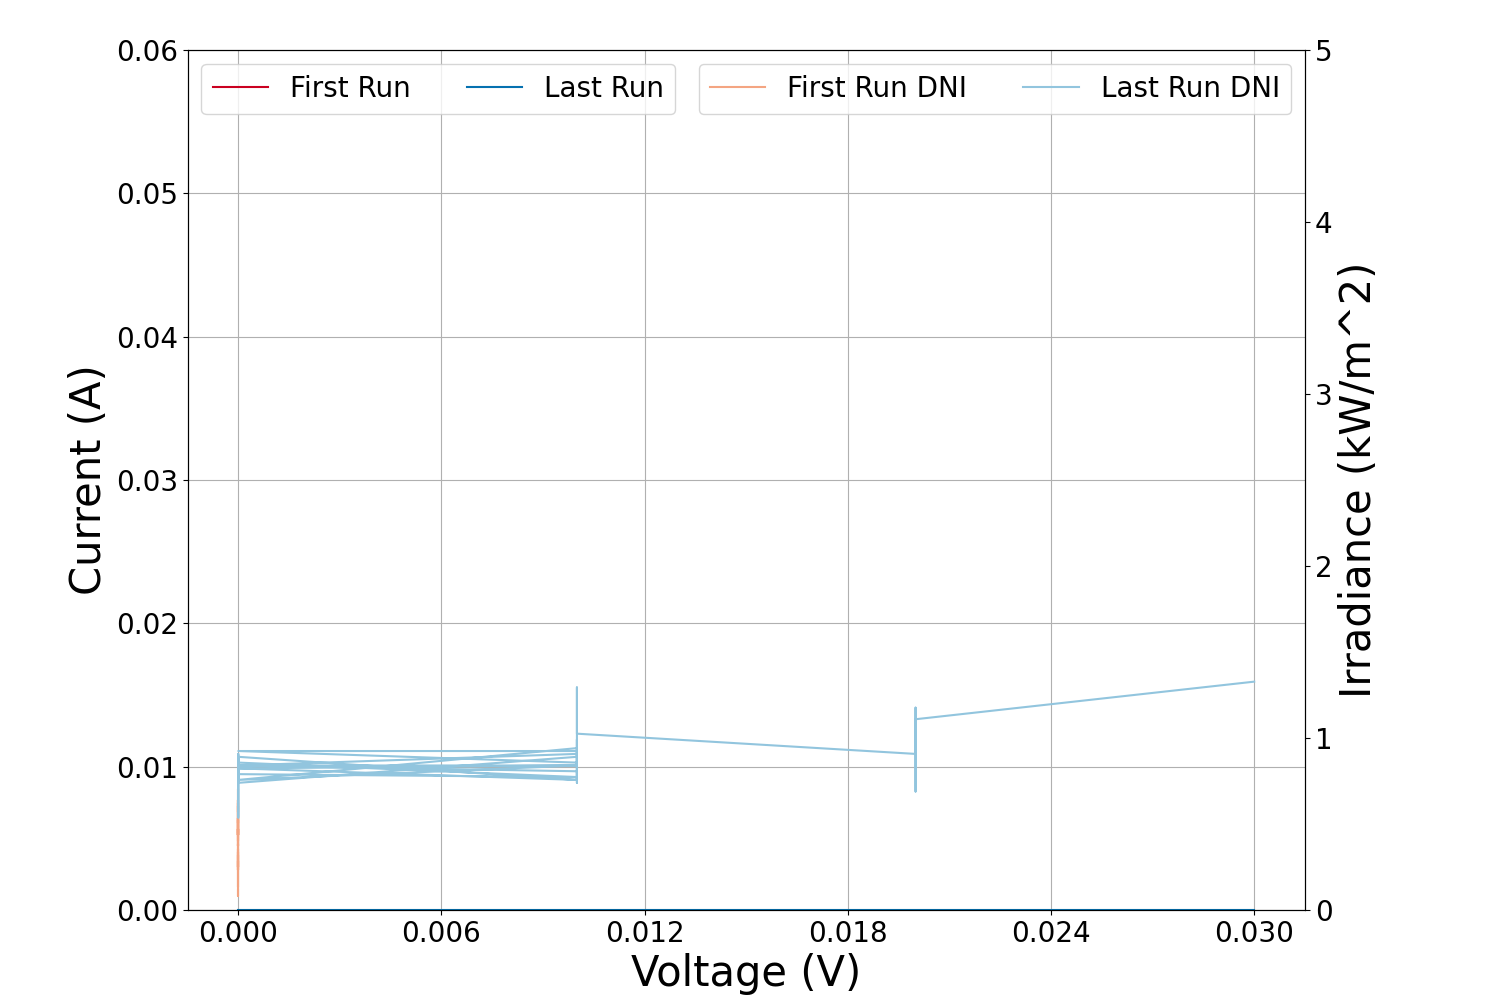 First Run
Last Run
First Run DNI
Last Run DNI
0.06
0.05
0.04
0.03
0.02
0.01
0.00
Current (A)
5
4
3
2
1
0
Irradiance (kW/m^2)
0.000
0.006
0.012
0.018
0.024
0.030
Voltage (V)